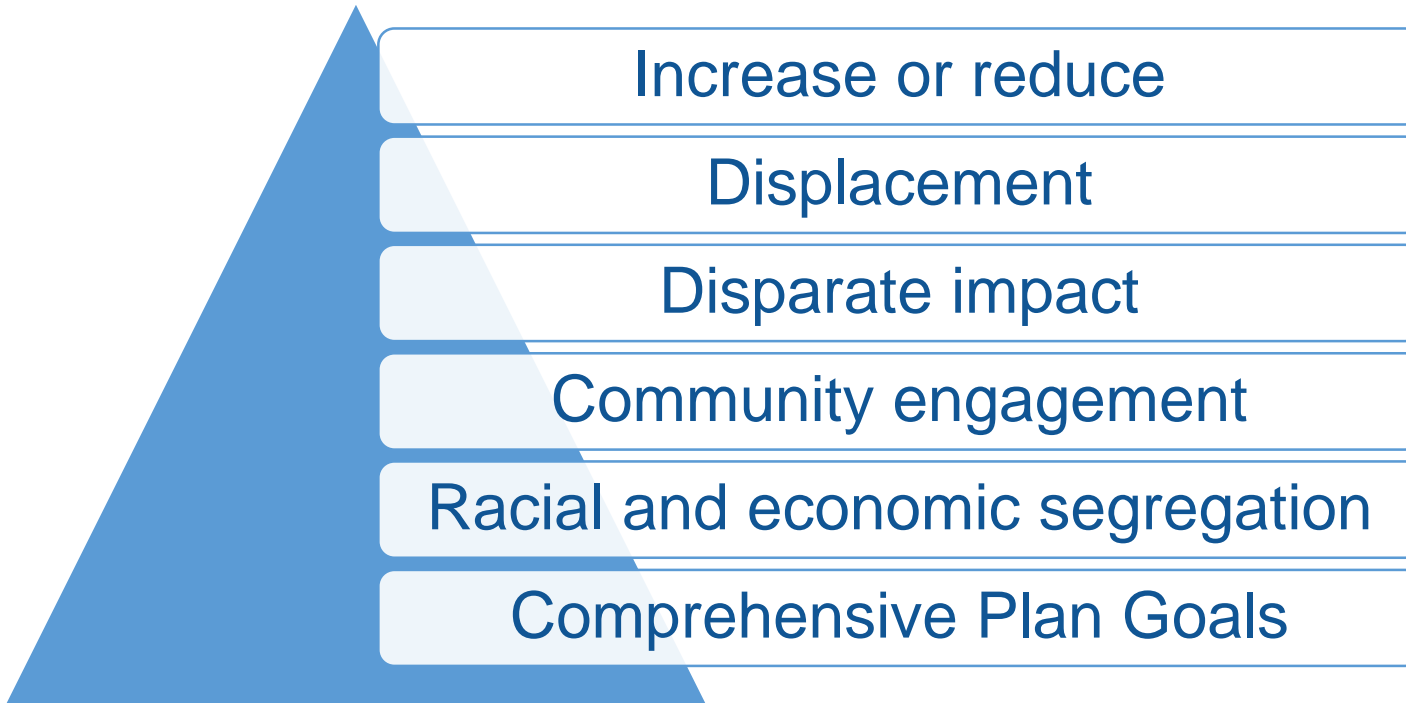 Increase or reduce
Displacement
Disparate impact
Community engagement
Racial and economic segregation
Comprehensive Plan Goals